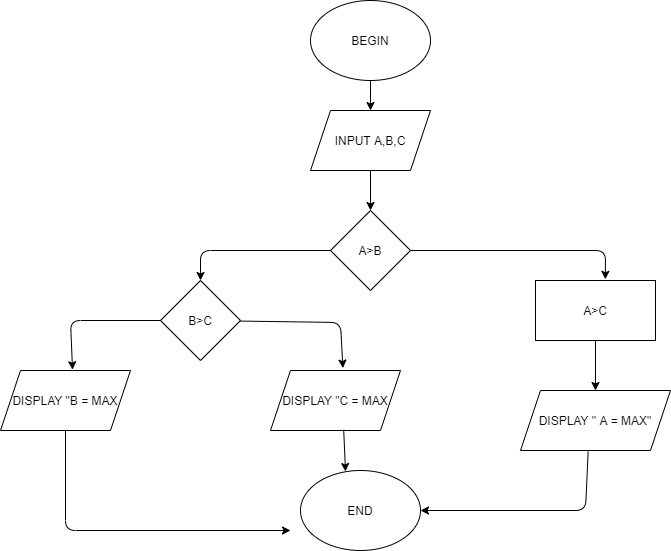 BEGIN
INPUT A,B,C
A>B
B>C
A>C
DISPLAY "B = MAX
DISPLAY "C = MAX
DISPLAY " A = MAX"
END